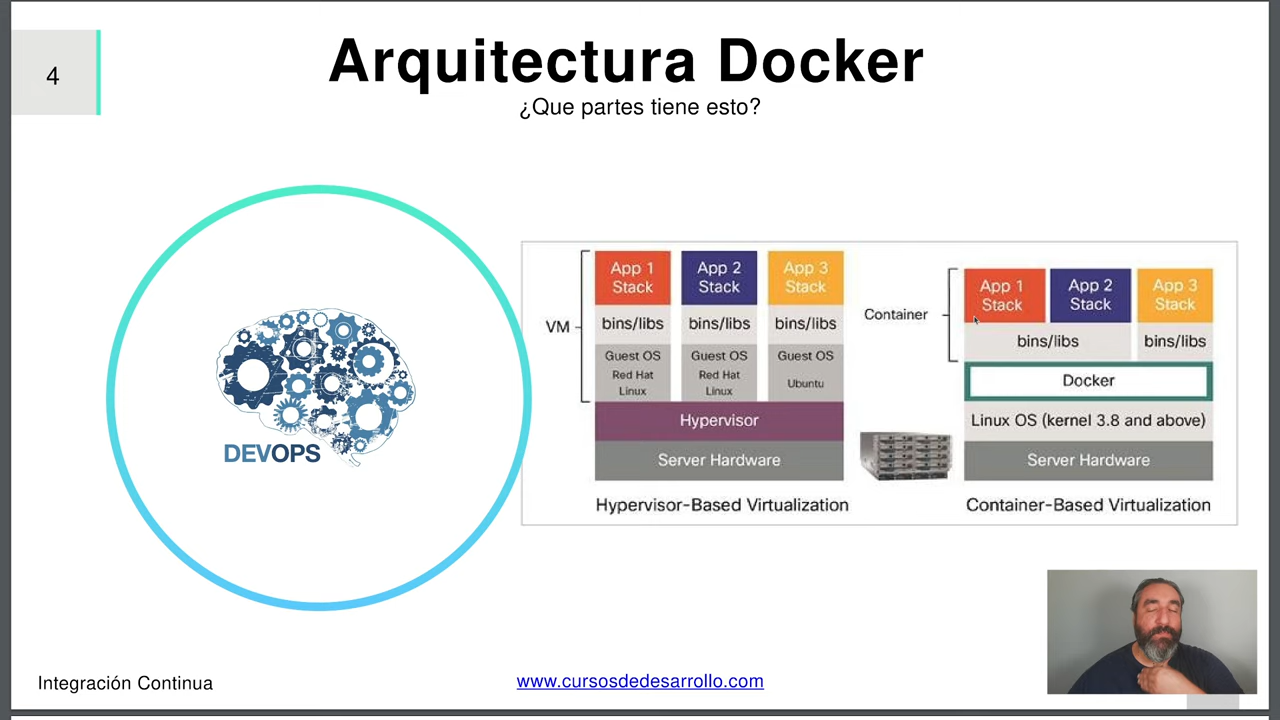 4
Arquitectura Docker
¿Que partes tiene esto?
DEVOPS
VM
App 1
Stack
App 2
Stack
App 3
Stack
bins/libs
bins/libs
bins/libs
Guest OS
Red Hat
Linux
Guest OS
Red Hat
Linux
Guest OS
Ubuntu
Hypervisor
Server Hardware
Hypervisor-Based Virtualization
Container
App 1
Stack
App 2
Stack
App 3
Stack
bins/libs
bins/libs
Docker
Linux OS (kernel 3.8 and above)
Server Hardware
Container-Based Virtualization
Integración Continua
www.cursosdedesarrollo.com